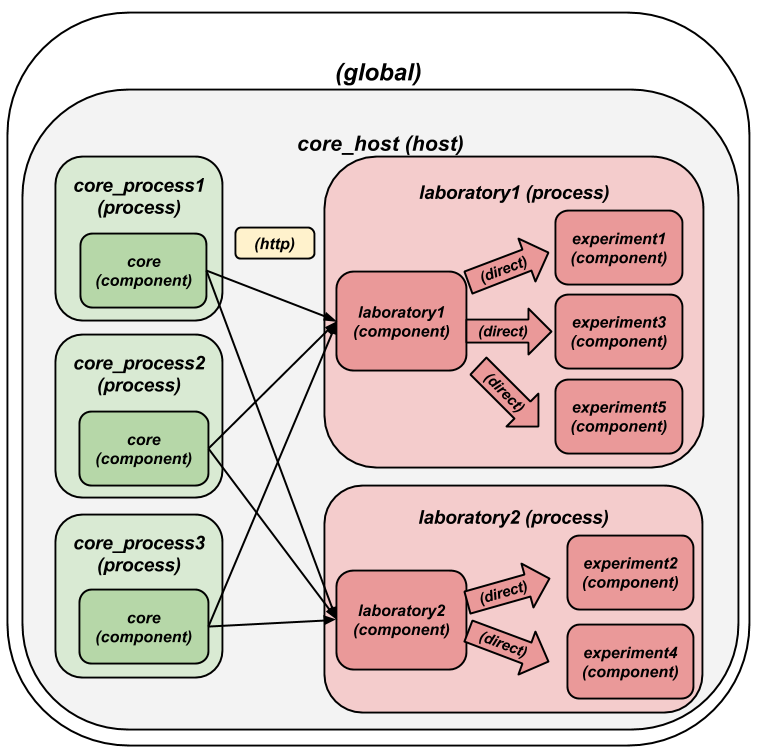 (global)
core_host (host)
core_process1
(process)
core
(component)
(http)
laboratory1 (process)
laboratory1
(component)
(direct)
experiment1
(component)
(direct)
experiment3
(component)
(direct)
experiment5
(component)
core_process2
(process)
core
(component)
core_process3
(process)
core
(component)
laboratory2 (process)
laboratory2
(component)
(direct)
experiment2
(component)
(direct)
experiment4
(component)